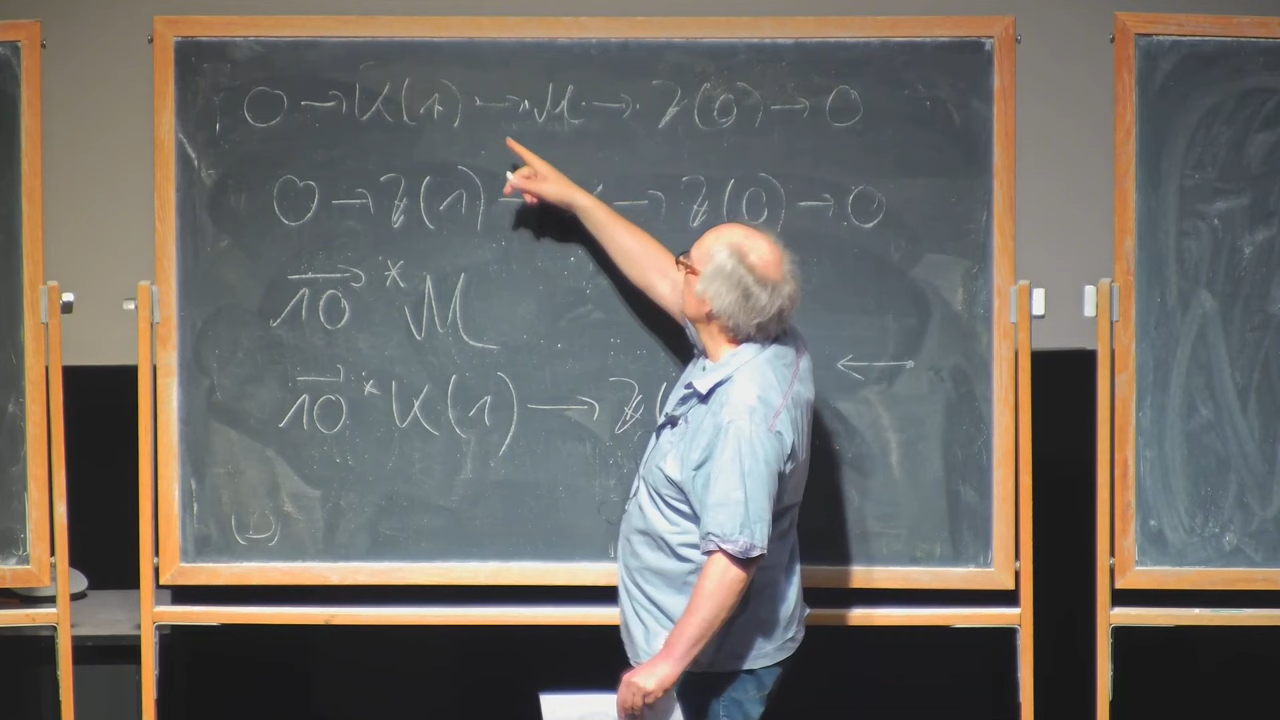 0 → K(1) → M → ℤ(0) → 0
0 → ℤ(1) → → ℤ(0) → 0
→10* M
→10* K(1) → ℤ(
←